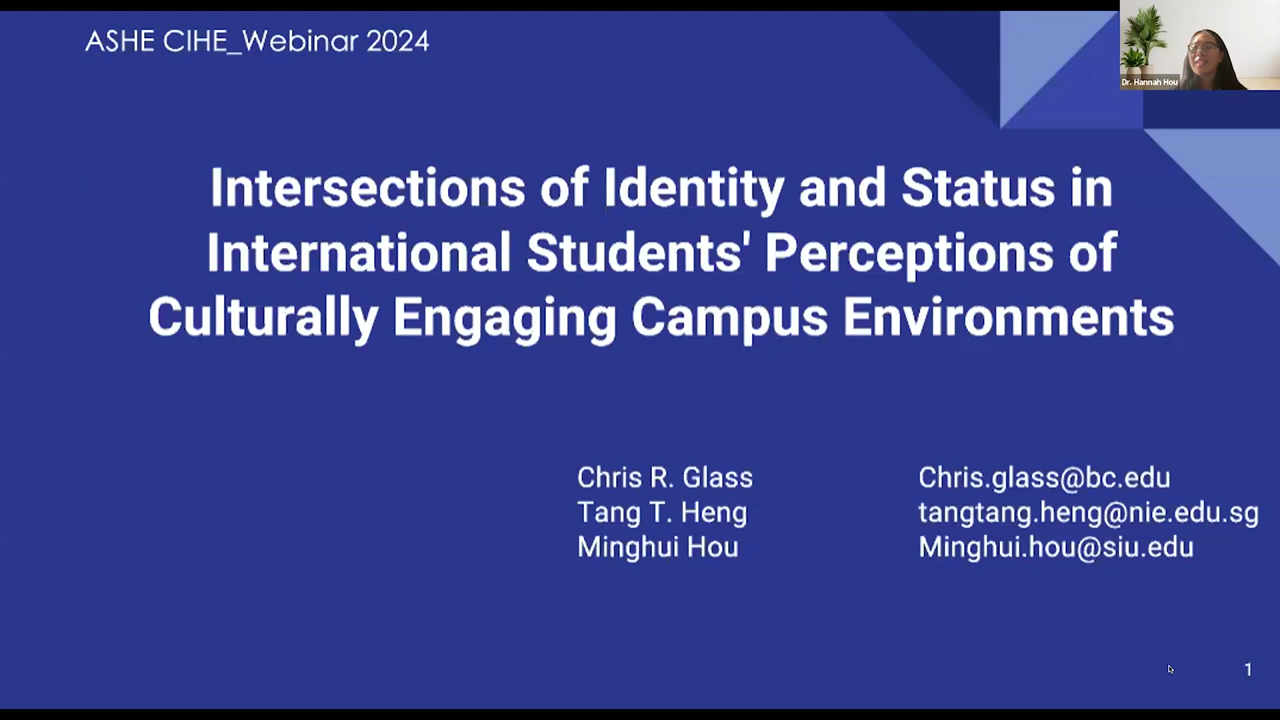 ASHE CIHE_Webinar 2024
Dr. Hannah Hou
Intersections of Identity and Status in
International Students' Perceptions of
Culturally Engaging Campus Environments
Chris R. Glass Chris.glass@bc.edu
Tang T. Heng tangtang.heng@nie.edu.sg
Minghui Hou Minghui.hou@siu.edu
1